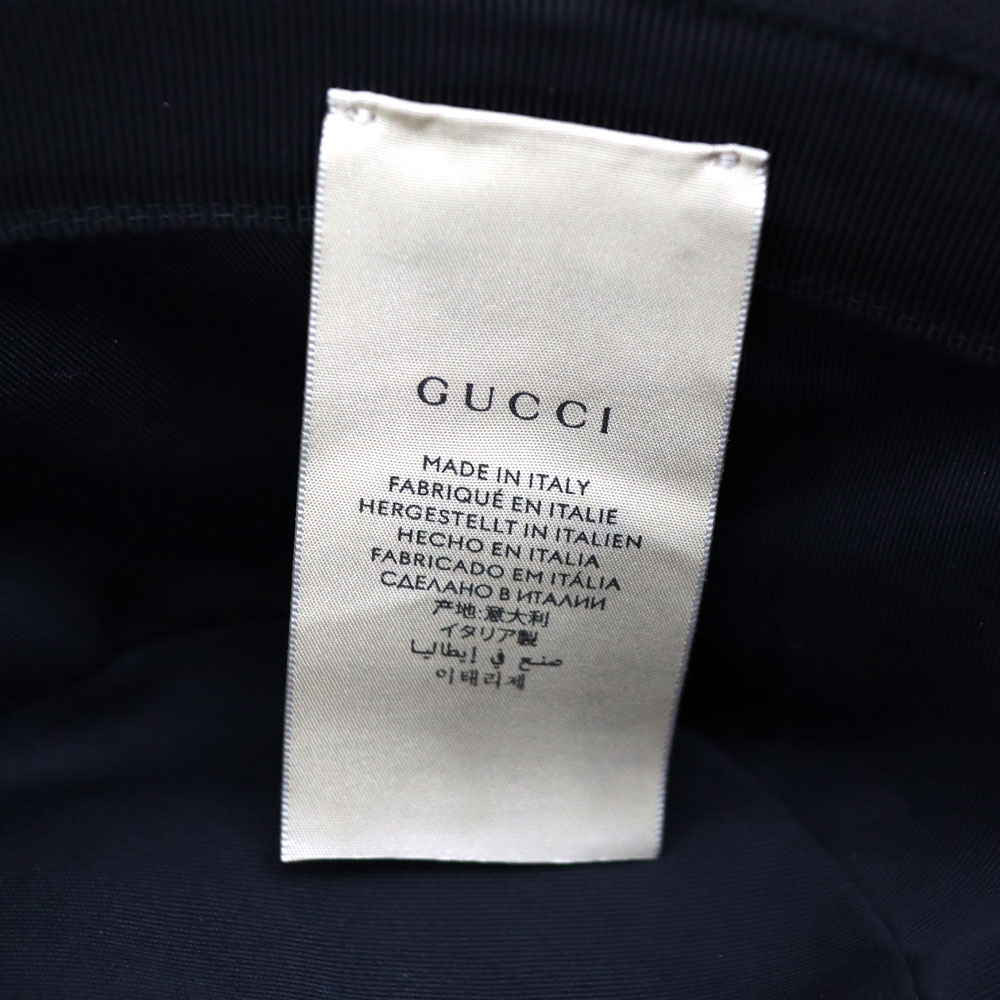 GUCCI
MADE IN ITALY
FABRIQUÉ EN ITALIE
HERGESTELLT IN ITALIEN
HECHO EN ITALIA
FABRICADO EM ITÁLIA
СДЕЛАНО В ИТАЛИИ
产地:意大利
イタリア製
صنع في إيطاليا
이태리제